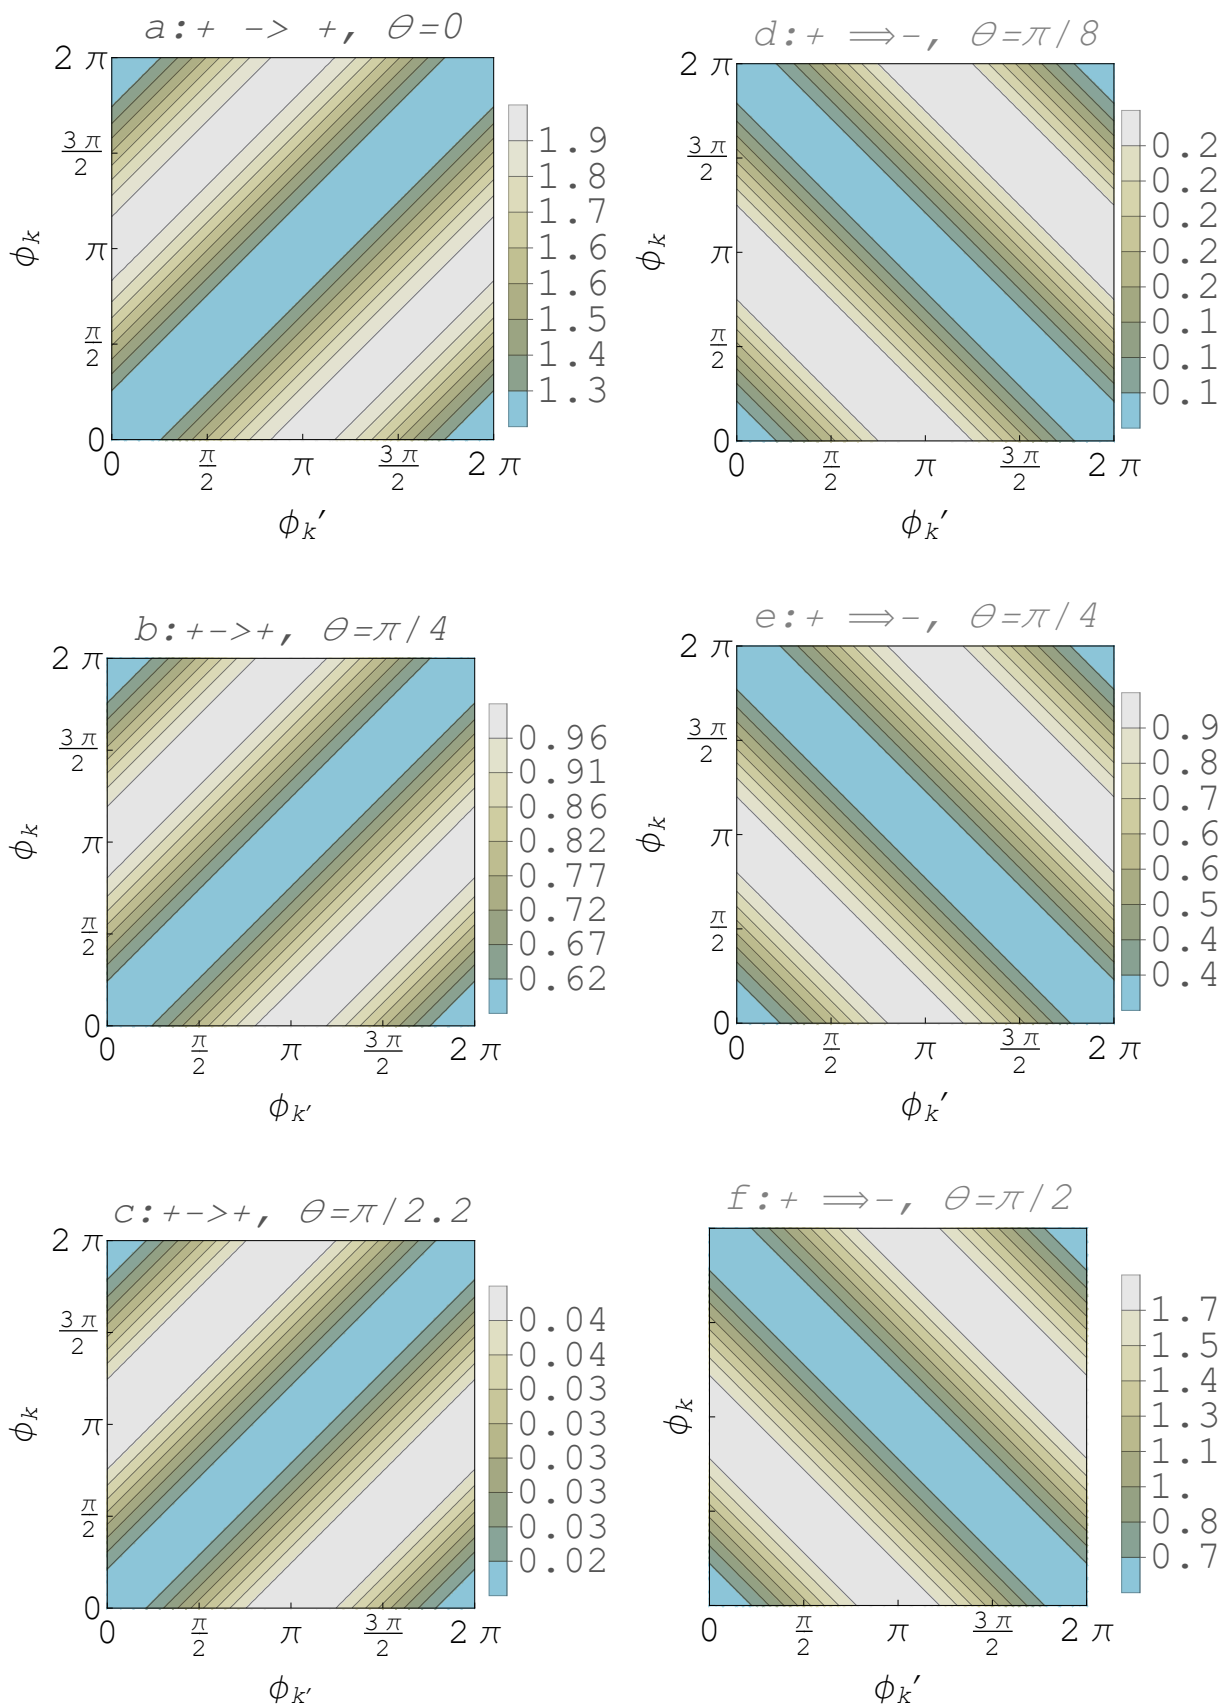 a:+ -> +, θ=0
2 π
3 π
2
π
π
2
0
ϕk
0
π
2
π
3 π
2
2 π
ϕk′
1.9
1.8
1.7
1.6
1.6
1.5
1.4
1.3
d:+ ⟹-, θ=π/8
2 π
3 π
2
π
π
2
0
ϕk
0
π
2
π
3 π
2
2 π
ϕk′
0.2
0.2
0.2
0.2
0.2
0.1
0.1
0.1
b:+->+, θ=π/4
2 π
3 π
2
π
π
2
0
ϕk
0
π
2
π
3 π
2
2 π
ϕk′
0.96
0.91
0.86
0.82
0.77
0.72
0.67
0.62
e:+ ⟹-, θ=π/4
2 π
3 π
2
π
π
2
0
ϕk
0
π
2
π
3 π
2
2 π
ϕk′
0.9
0.8
0.7
0.6
0.6
0.5
0.4
0.4
c:+->+, θ=π/2.2
2 π
3 π
2
π
π
2
0
ϕk
0
π
2
π
3 π
2
2 π
ϕk′
0.04
0.04
0.03
0.03
0.03
0.03
0.03
0.02
f:+ ⟹-, θ=π/2
ϕk
0
π
2
π
3 π
2
2 π
ϕk′
1.7
1.5
1.4
1.3
1.1
1.
0.8
0.7